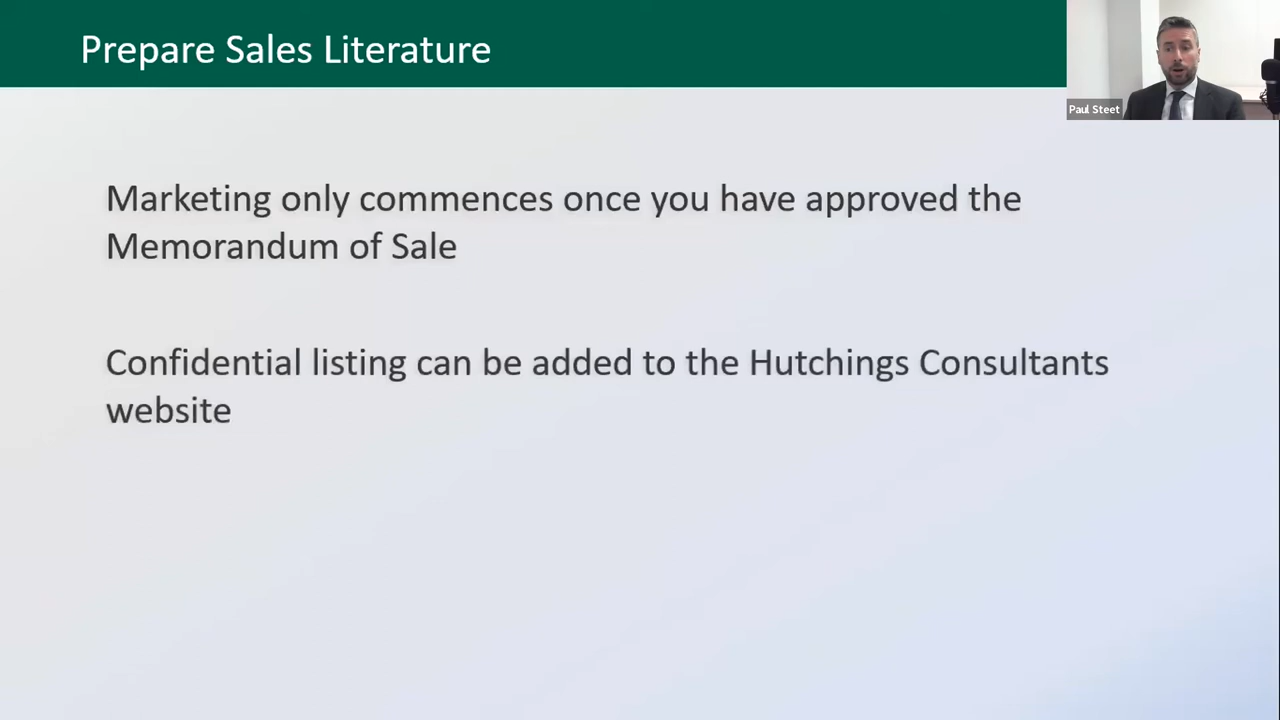 Prepare Sales Literature
Paul Steet
Marketing only commences once you have approved the
Memorandum of Sale
Confidential listing can be added to the Hutchings Consultants
website